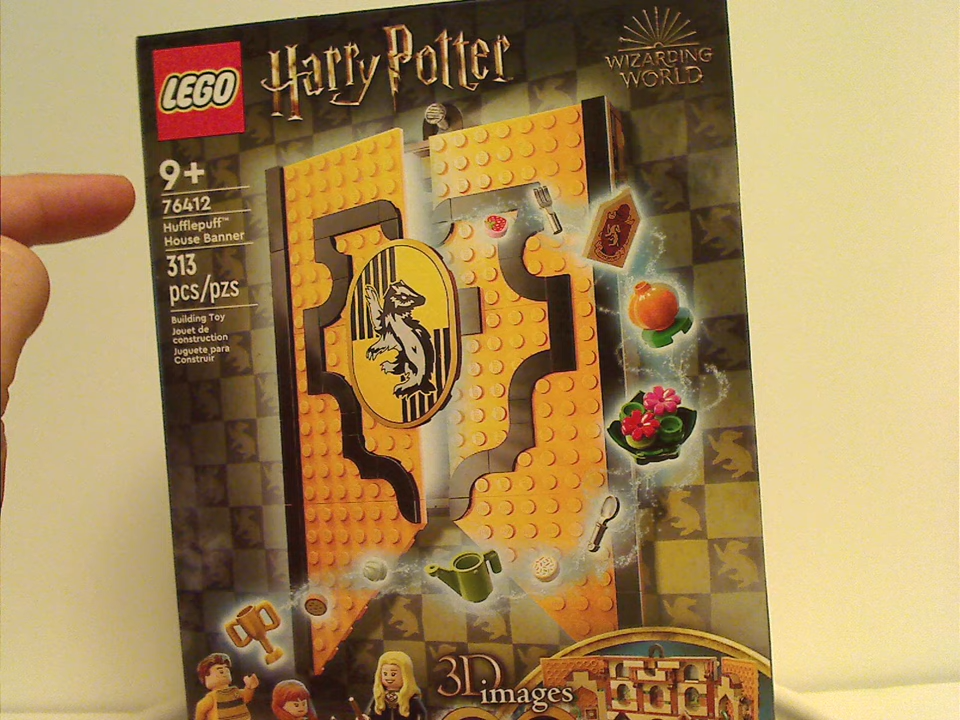 LEGO
Harry Potter
WIZARDING
WORLD
9+
76412
Hufflepuff™
House Banner
313
pcs/pzs
Building Toy
Jouet de
construction
Juguete para
Construir
3D
images